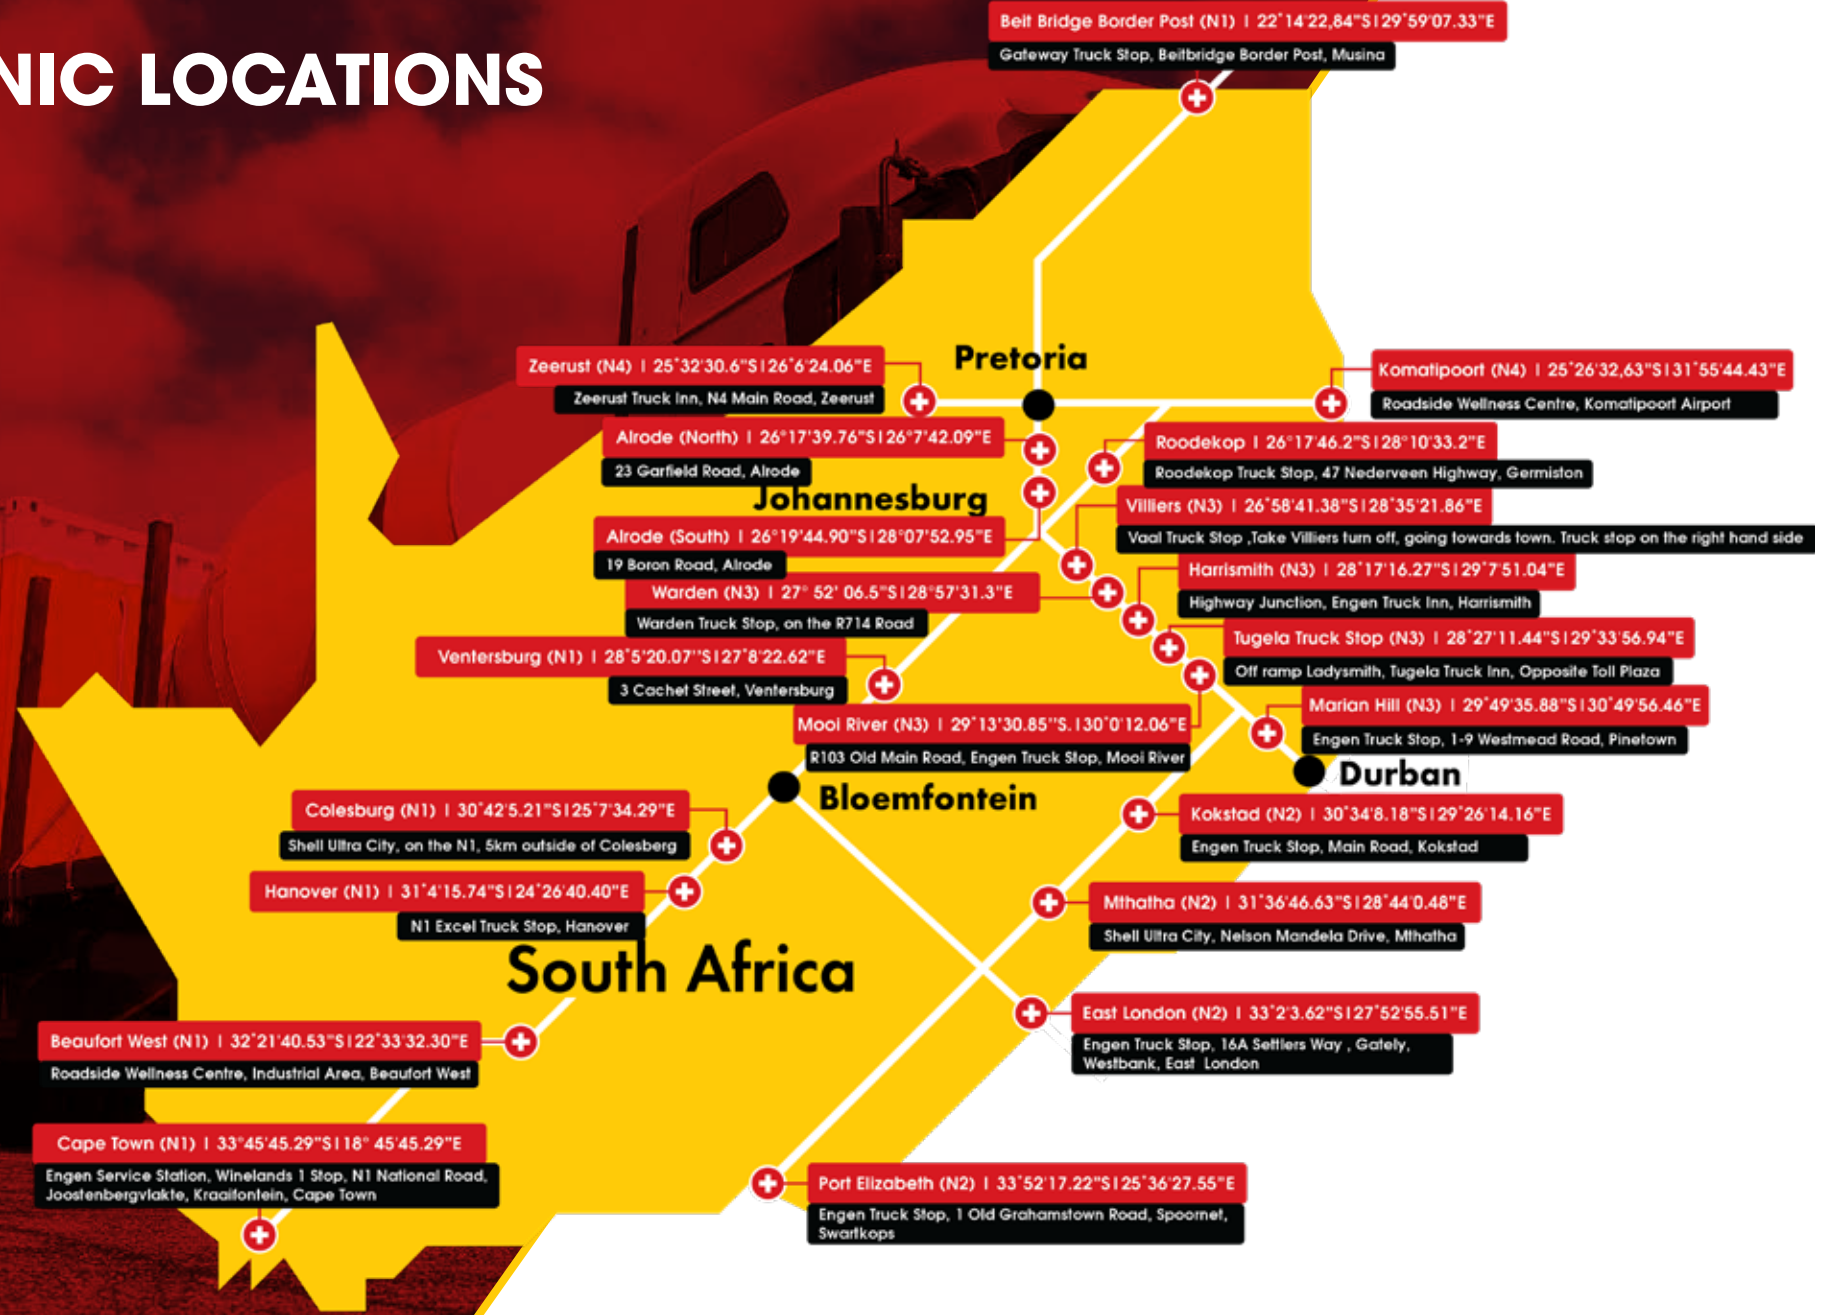 NIC LOCATIONS
Beit Bridge Border Post (N1) | 22°14'22,84"S|29°59'07.33"E
Gateway Truck Stop, Beitbridge Border Post, Musina
Pretoria
Zeerust (N4) | 25°32'30.6"S|26°6'24.06"E
Zeerust Truck Inn, N4 Main Road, Zeerust
Komatipoort (N4) | 25°26'32,63"S|31°55'44.43"E
Roadside Wellness Centre, Komatipoort Airport
Alrode (North) | 26°17'39.76"S|26°7'42.09"E
23 Garfield Road, Alrode
Roodekop | 26°17'46.2"S|28°10'33.2"E
Roodekop Truck Stop, 47 Nederveen Highway, Germiston
Johannesburg
Villiers (N3) | 26°58'41.38"S|28°35'21.86"E
Vaal Truck Stop ,Take Villiers turn off, going towards town. Truck stop on the right hand side
Alrode (South) | 26°19'44.90"S|28°07'52.95"E
19 Boron Road, Alrode
Harrismith (N3) | 28°17'16.27"S|29°7'51.04"E
Highway Junction, Engen Truck Inn, Harrismith
Warden (N3) | 27° 52' 06.5"S|28°57'31.3"E
Warden Truck Stop, on the R714 Road
Tugela Truck Stop (N3) | 28°27'11.44"S|29°33'56.94"E
Off ramp Ladysmith, Tugela Truck Inn, Opposite Toll Plaza
Ventersburg (N1) | 28°5'20.07''S|27°8'22.62"E
3 Cachet Street, Ventersburg
Marian Hill (N3) | 29°49'35.88"S|30°49'56.46"E
Engen Truck Stop, 1-9 Westmead Road, Pinetown
Mooi River (N3) | 29°13'30.85"S.|30°0'12.06"E
R103 Old Main Road, Engen Truck Stop, Mooi River
Durban
Bloemfontein
Colesburg (N1) | 30°42'5.21"S|25°7'34.29"E
Shell Ultra City, on the N1, 5km outside of Colesberg
Kokstad (N2) | 30°34'8.18"S|29°26'14.16"E
Engen Truck Stop, Main Road, Kokstad
Hanover (N1) | 31°4'15.74"S|24°26'40.40"E
N1 Excel Truck Stop, Hanover
Mthatha (N2) | 31°36'46.63"S|28°44'0.48"E
Shell Ultra City, Nelson Mandela Drive, Mthatha
South Africa
East London (N2) | 33°2'3.62"S|27°52'55.51"E
Engen Truck Stop, 16A Settlers Way , Gately,
Westbank, East London
Beaufort West (N1) | 32°21'40.53"S|22°33'32.30"E
Roadside Wellness Centre, Industrial Area, Beaufort West
Cape Town (N1) | 33°45'45.29"S|18° 45'45.29"E
Engen Service Station, Winelands 1 Stop, N1 National Road,
Joostenbergvlakte, Kraaifontein, Cape Town
Port Elizabeth (N2) | 33°52'17.22"S|25°36'27.55"E
Engen Truck Stop, 1 Old Grahamstown Road, Spoornet,
Swartkops